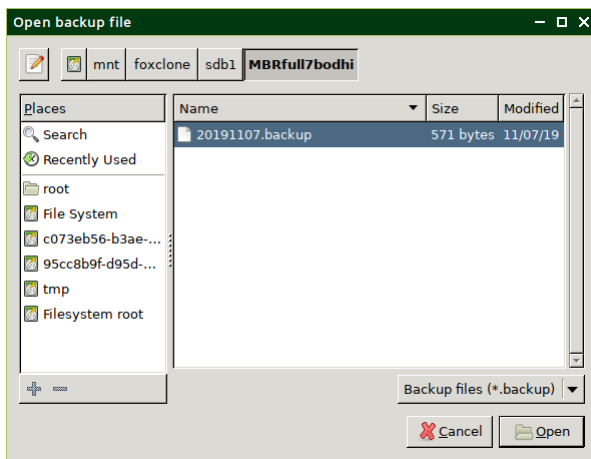 Open backup file
mnt foxclone sdb1 MBRfull7bodhi
Places
Search
Recently Used
root
File System
c073eb56-b3ae-...
95cc8b9f-d95d-...
tmp
Filesystem root
Name Size Modified
20191107.backup 571 bytes 11/07/19
Backup files (*.backup)
Cancel Open